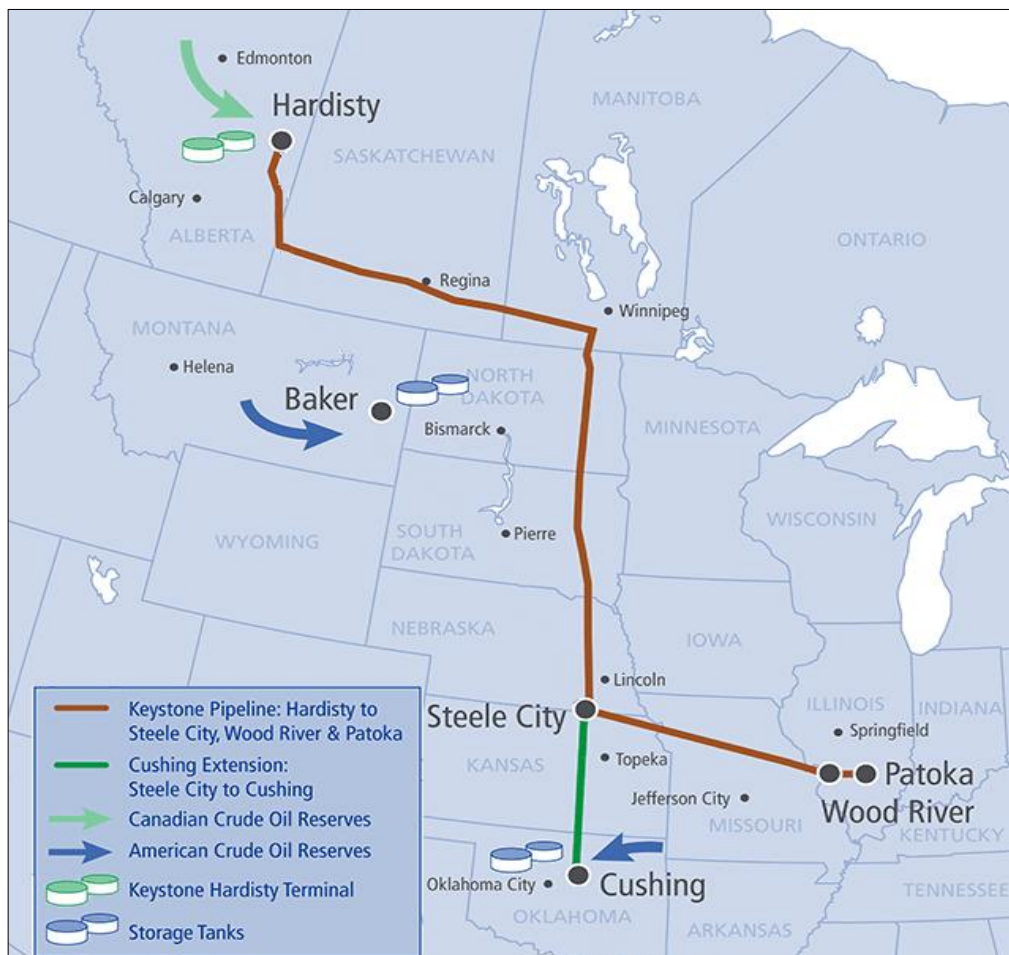 Edmonton
Hardisty
MANITOBA
SASKATCHEWAN
Calgary
ALBERTA
ONTARIO
Regina
Winnipeg
MONTANA
Helena
NORTH
DAKOTA
Baker
Bismarck
MINNESOTA
WISCONSIN
WYOMING
SOUTH
DAKOTA
Pierre
NEBRASKA
IOWA
Lincoln
ILLINOIS
INDIANA
Steele City
Springfield
KANSAS
Topeka
Patoka
Jefferson City
Wood River
MISSOURI
KENTUCKY
Oklahoma City
Cushing
TENNESSEE
OKLAHOMA
ARKANSAS
Keystone Pipeline: Hardisty to
Steele City, Wood River & Patoka
Cushing Extension:
Steele City to Cushing
Canadian Crude Oil Reserves
American Crude Oil Reserves
Keystone Hardisty Terminal
Storage Tanks